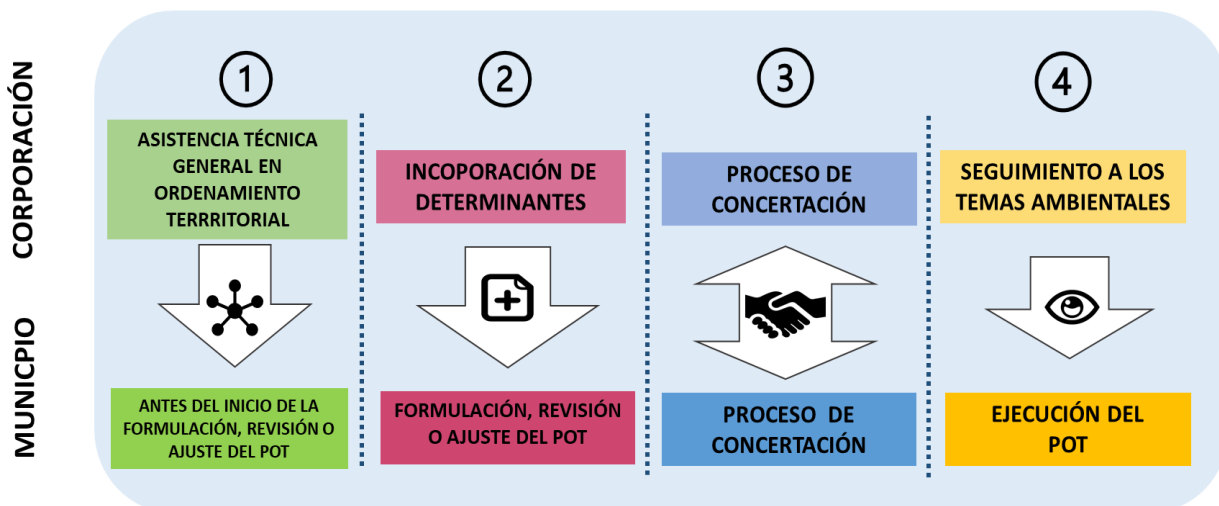 CORPORACIÓN
MUNICPIO
1
ASISTENCIA TÉCNICA
GENERAL EN
ORDENAMIENTO
TERRRITORIAL
ANTES DEL INICIO DE LA
FORMULACIÓN, REVISIÓN O
AJUSTE DEL POT
2
INCOPORACIÓN DE
DETERMINANTES
FORMULACIÓN, REVISIÓN
O AJUSTE DEL POT
3
PROCESO DE
CONCERTACIÓN
PROCESO DE
CONCERTACIÓN
4
SEGUIMIENTO A LOS
TEMAS AMBIENTALES
EJECUCIÓN DEL
POT